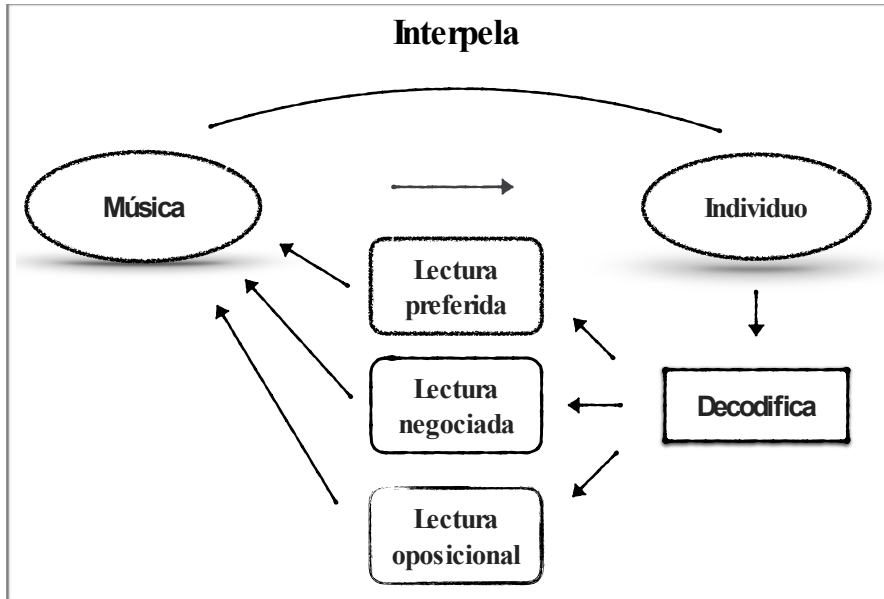 Interpela
Música
Individuo
Lectura
preferida
Lectura
negociada
Decodifica
Lectura
oposicional